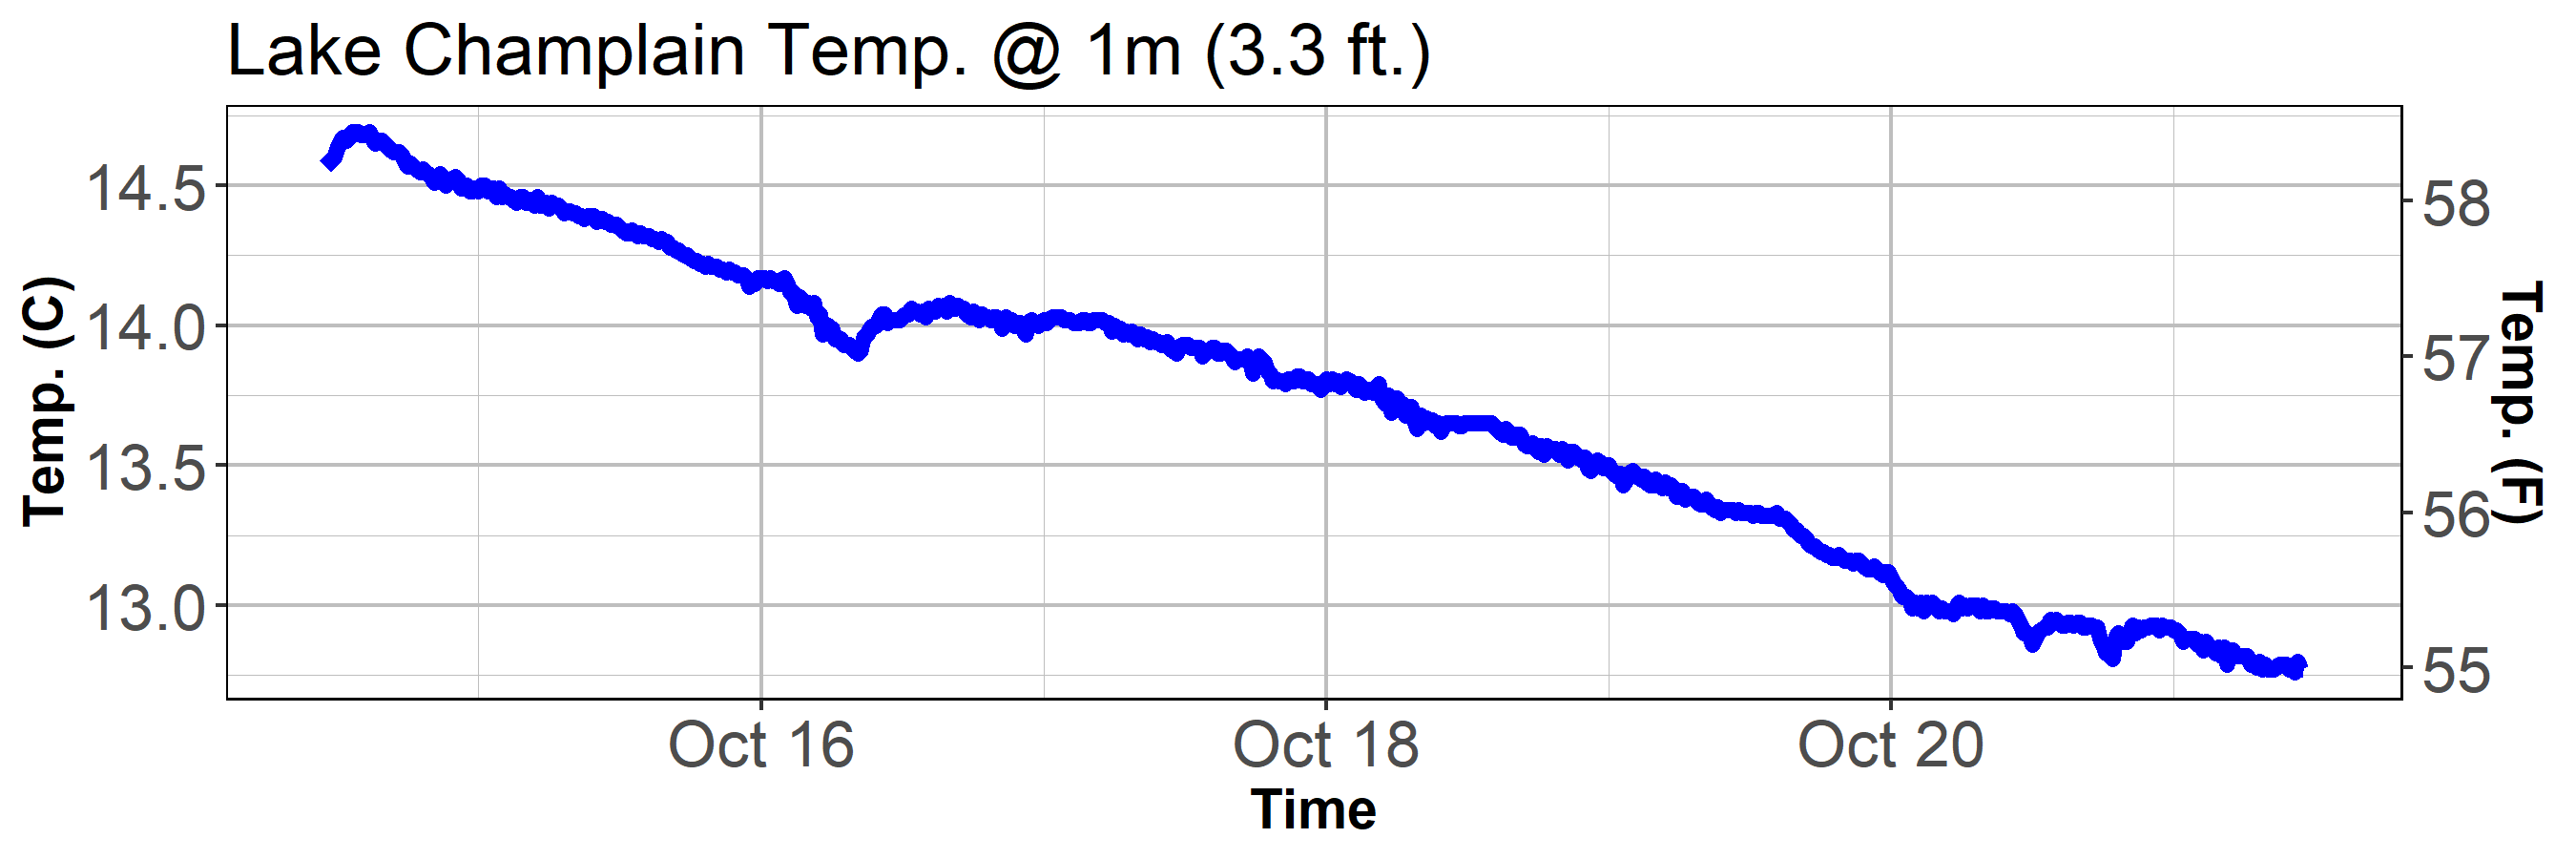 Lake Champlain Temp. @ 1m (3.3 ft.)
Temp. (C)
14.5
14.0
13.5
13.0
58
57
56
55
Temp. (F)
Oct 16
Oct 18
Oct 20
Time